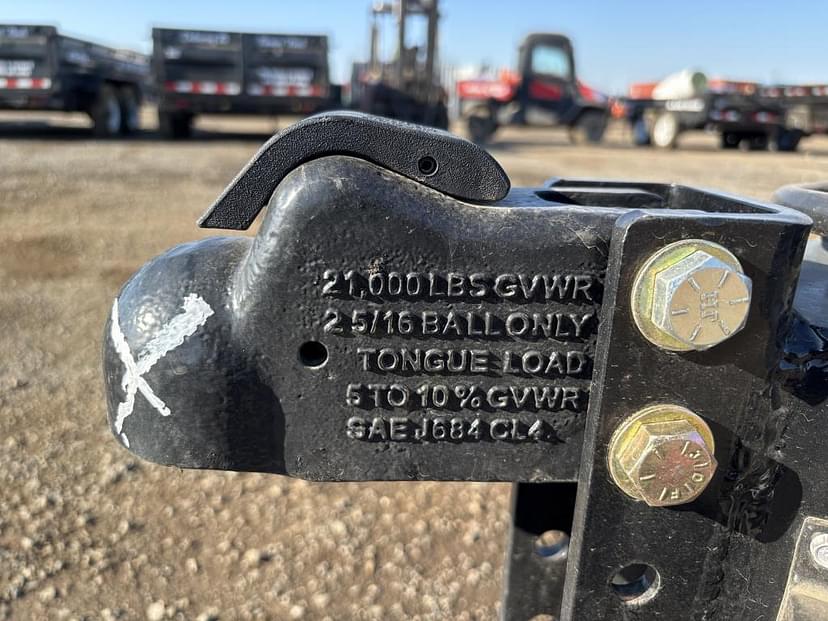 21,000 LBS GVWR
2 5/16 BALL ONLY
TONGUE LOAD
5 TO 10% GVWR
SAE J684 CL4